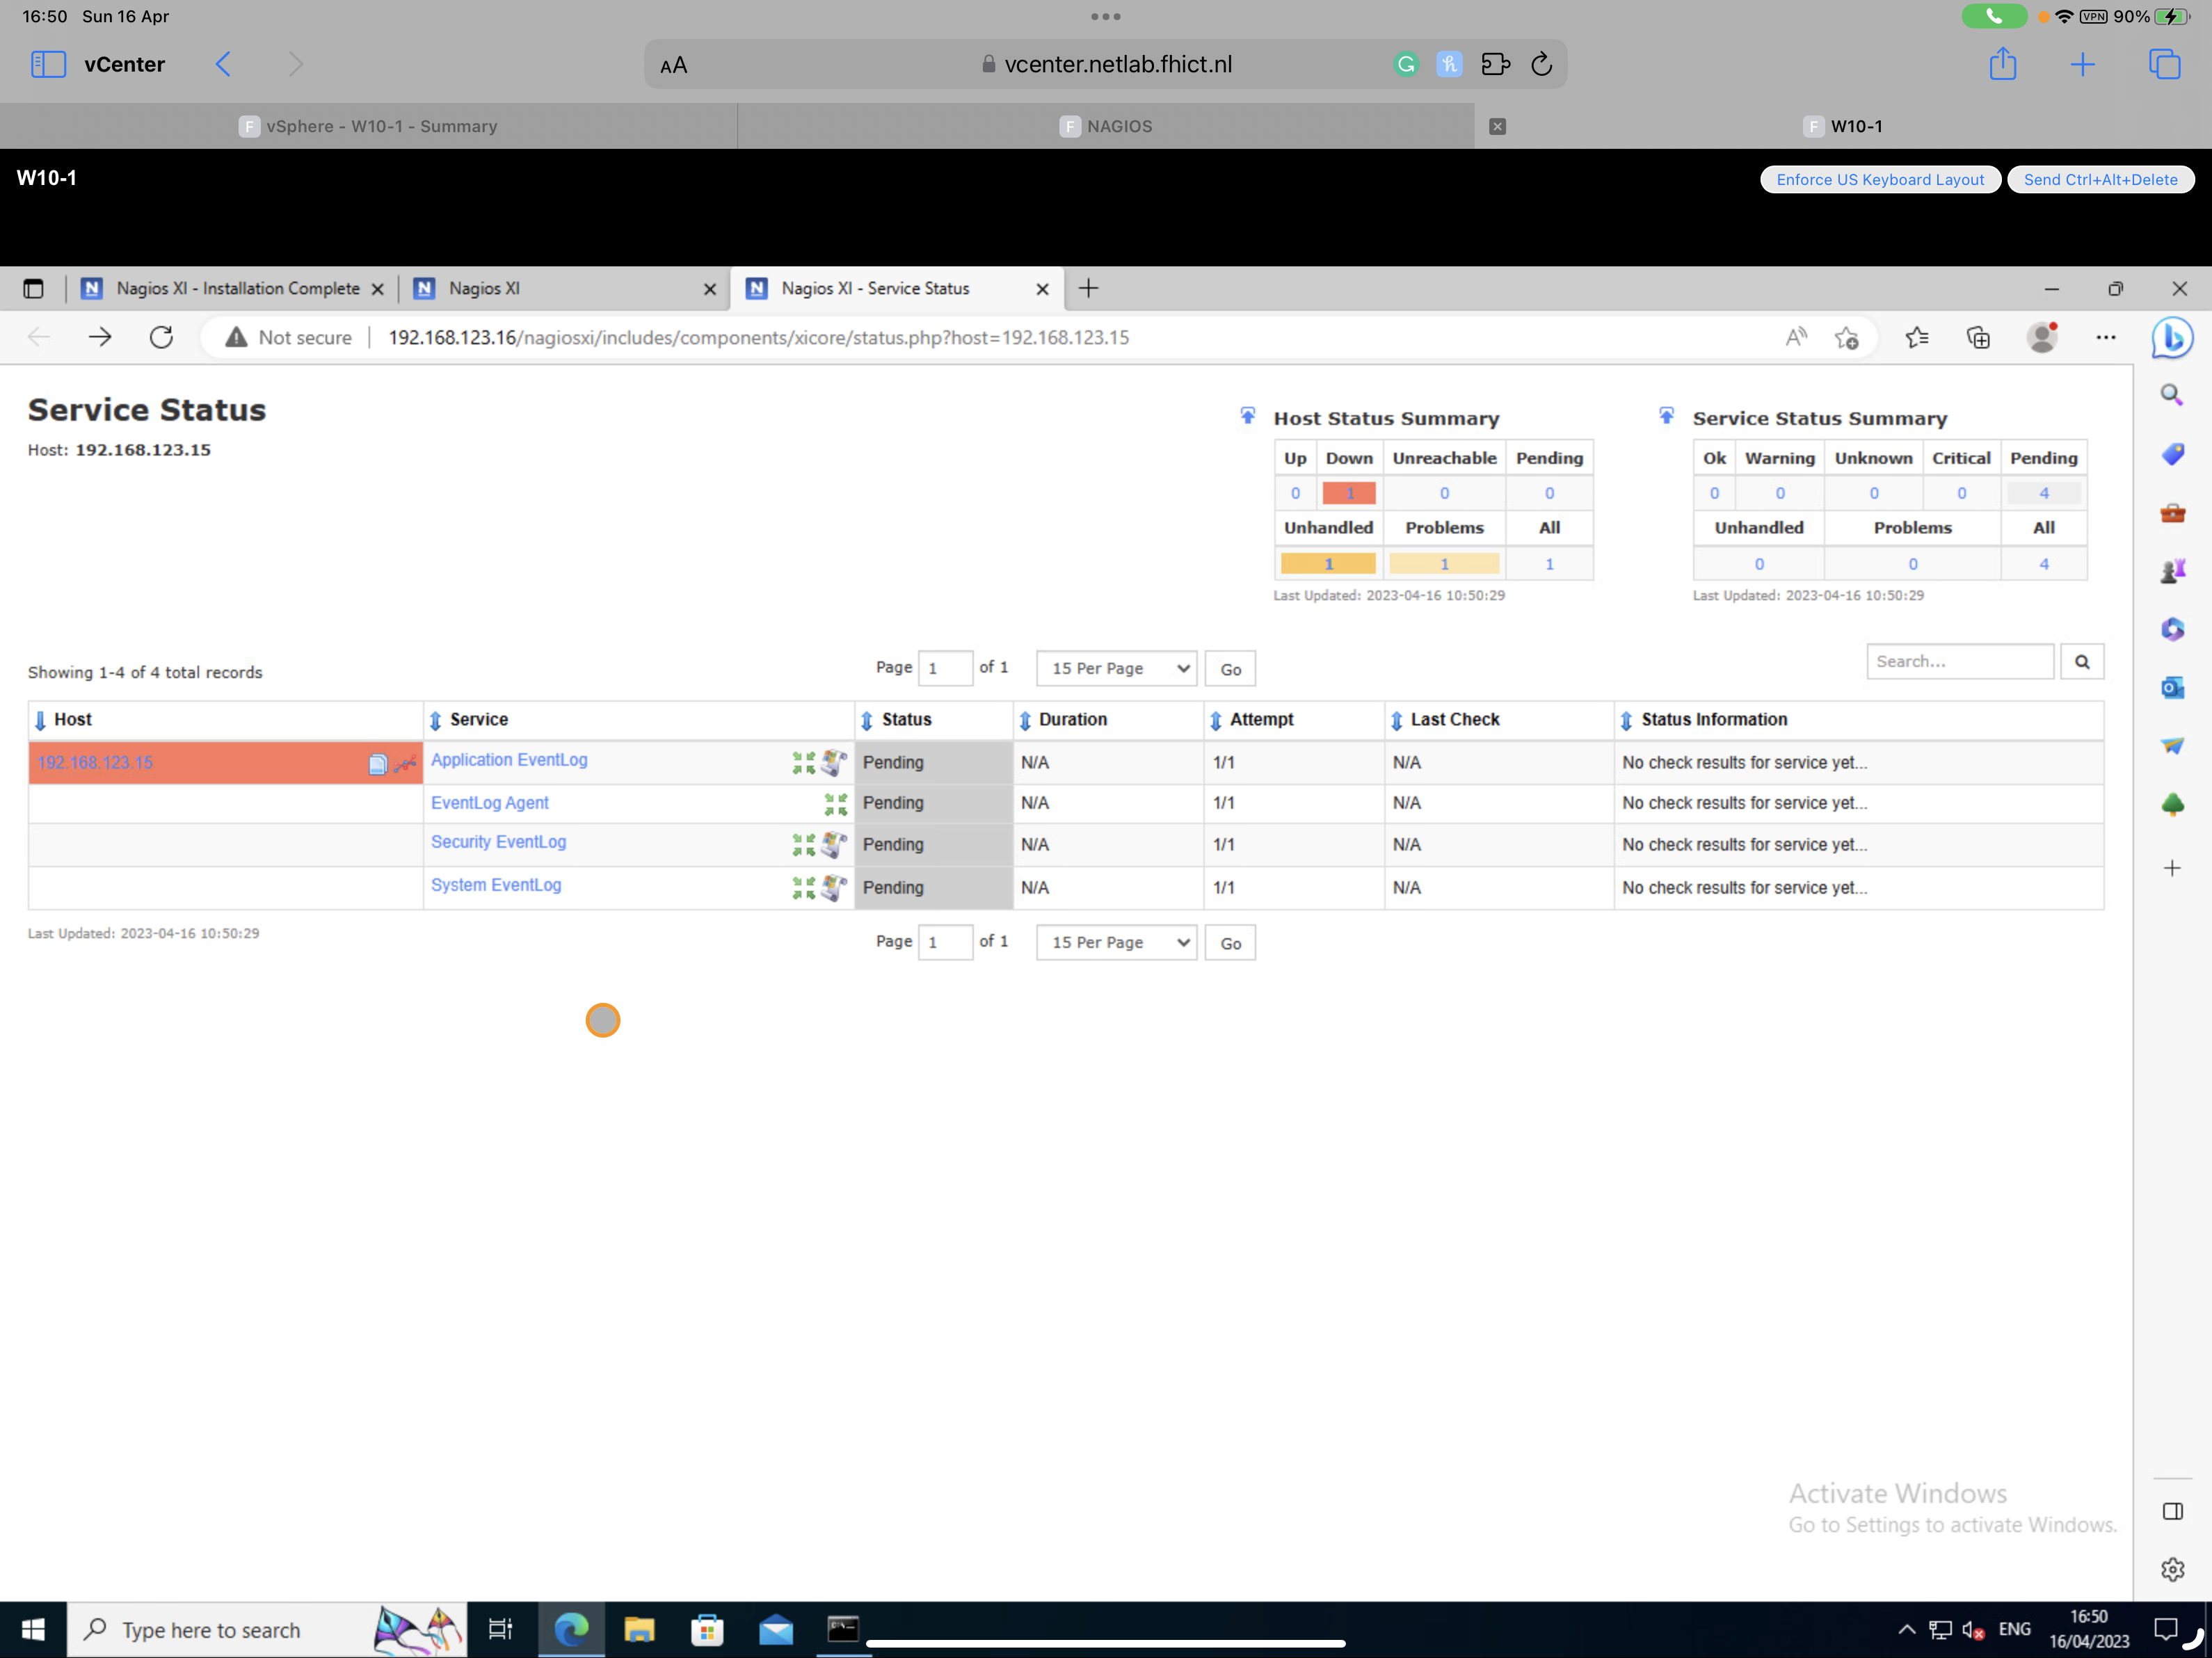 16:50 Sun 16 Apr
VPN 90%
vCenter
AA
vcenter.netlab.fhict.nl
F vSphere - W10-1 - Summary
F NAGIOS
F W10-1
W10-1
Enforce US Keyboard Layout
Send Ctrl+Alt+Delete
Nagios XI - Installation Complete
Nagios XI
Nagios XI - Service Status
Not secure
192.168.123.16/nagiosxi/includes/components/xicore/status.php?host=192.168.123.15
Service Status
Host: 192.168.123.15
Host Status Summary
Up Down Unreachable Pending
0 1 0 0
Unhandled Problems All
1 1 1
Last Updated: 2023-04-16 10:50:29
Service Status Summary
Ok Warning Unknown Critical Pending
0 0 0 0 4
Unhandled Problems All
0 0 4
Last Updated: 2023-04-16 10:50:29
Showing 1-4 of 4 total records
Page 1 of 1 15 Per Page Go
Search...
Host Service Status Duration Attempt Last Check Status Information
192.168.123.15 Application EventLog Pending N/A 1/1 N/A No check results for service yet...
EventLog Agent Pending N/A 1/1 N/A No check results for service yet...
Security EventLog Pending N/A 1/1 N/A No check results for service yet...
System EventLog Pending N/A 1/1 N/A No check results for service yet...
Last Updated: 2023-04-16 10:50:29
Page 1 of 1 15 Per Page Go
Activate Windows
Go to Settings to activate Windows.
Type here to search
ENG
16:50
16/04/2023